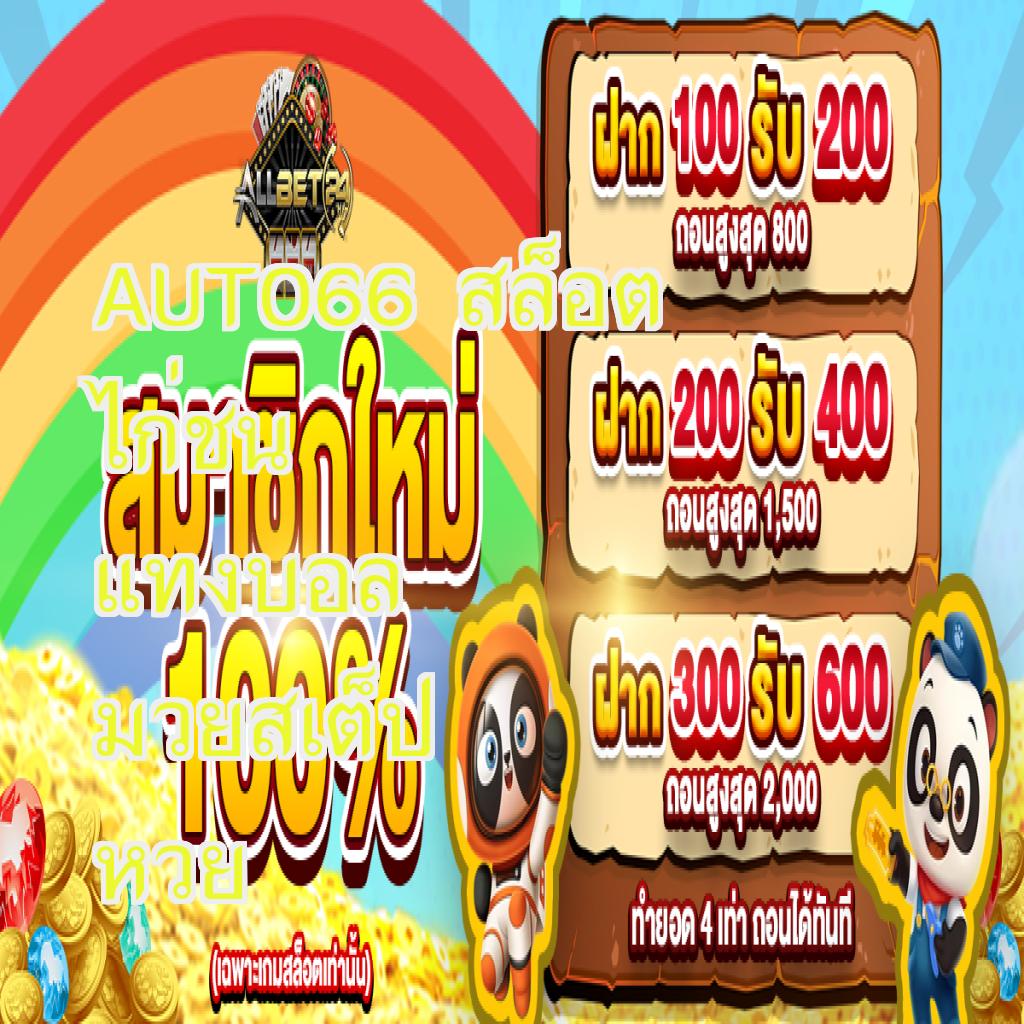 ALLBET24
AUTO66 สล็อต
ไก่ชน
แทงบอล
มวยสเต็ป
หวย
สมาชิกใหม่
100%
(เฉพาะเกมสล็อตเท่านั้น)
ฝาก 100 รับ 200
ถอนสูงสุด 800
ฝาก 200 รับ 400
ถอนสูงสุด 1,500
ฝาก 300 รับ 600
ถอนสูงสุด 2,000
ทำยอด 4 เท่า ถอนได้ทันที